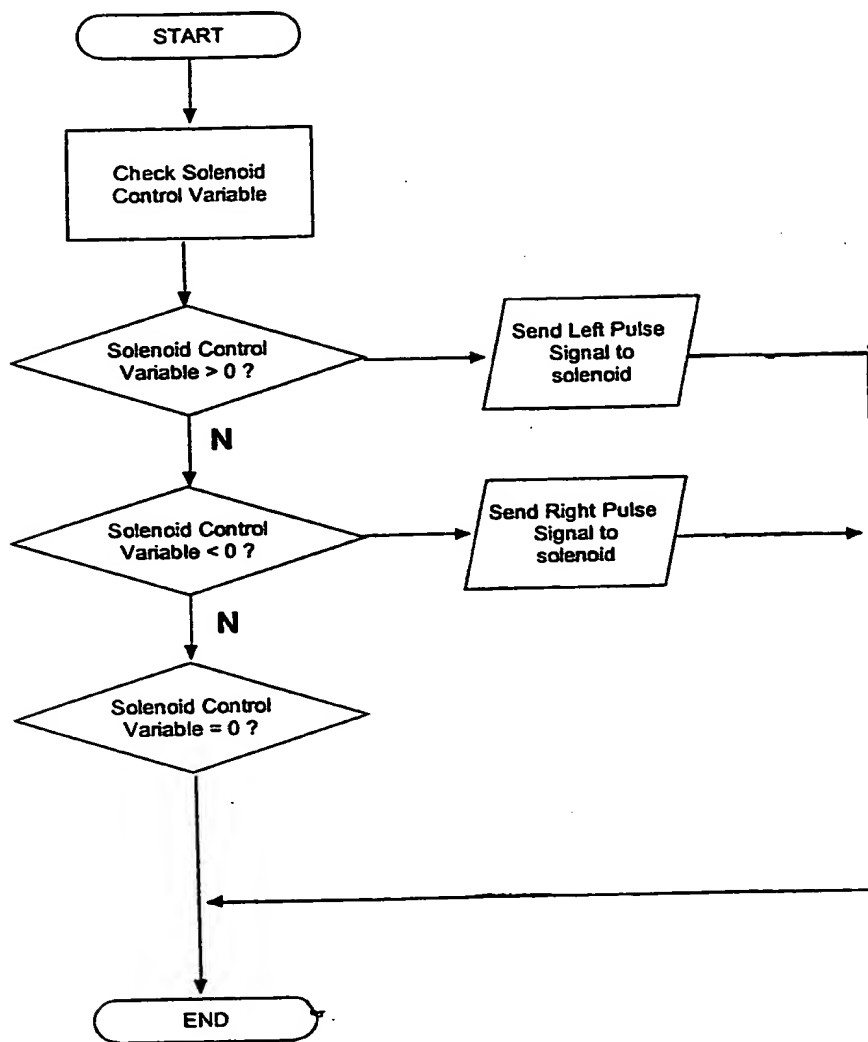 START
Check Solenoid
Control Variable
Solenoid Control
Variable > 0 ?
Send Left Pulse
Signal to
solenoid
N
Solenoid Control
Variable < 0 ?
Send Right Pulse
Signal to
solenoid
N
Solenoid Control
Variable = 0 ?
END